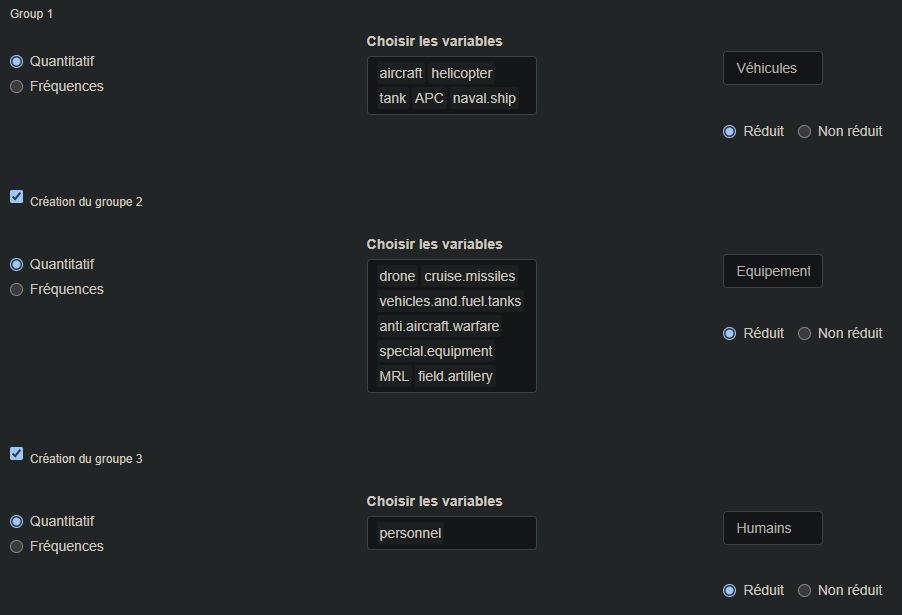 Group 1
Choisir les variables
Quantitatif
Fréquences
aircraft helicopter
tank APC naval.ship
Véhicules
Réduit Non réduit
Création du groupe 2
Choisir les variables
Quantitatif
Fréquences
drone cruise.missiles
vehicles.and.fuel.tanks
anti.aircraft.warfare
special.equipment
MRL field.artillery
Equipement
Réduit Non réduit
Création du groupe 3
Choisir les variables
Quantitatif
Fréquences
personnel
Humains
Réduit Non réduit